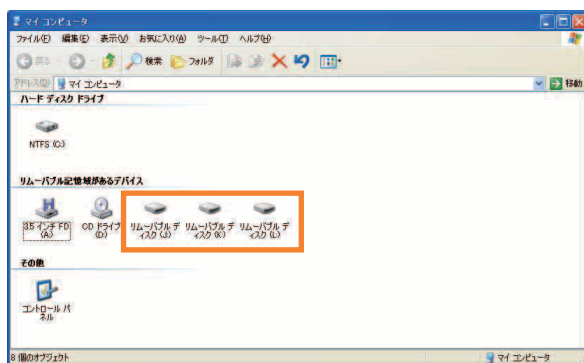 マイ コンピュータ
ファイル(F) 編集(E) 表示(V) お気に入り(A) ツール(T) ヘルプ(H)
戻る 検索 フォルダ
アドレス(D) マイ コンピュータ 移動
ハード ディスク ドライブ
NTFS (C:)
リムーバブル記憶域があるデバイス
3.5 インチ FD (A:)
CD ドライブ (D:)
リムーバブル ディスク (J:)
リムーバブル ディスク (K:)
リムーバブル ディスク (L:)
その他
コントロール パネル
8 個のオブジェクト マイ コンピュータ